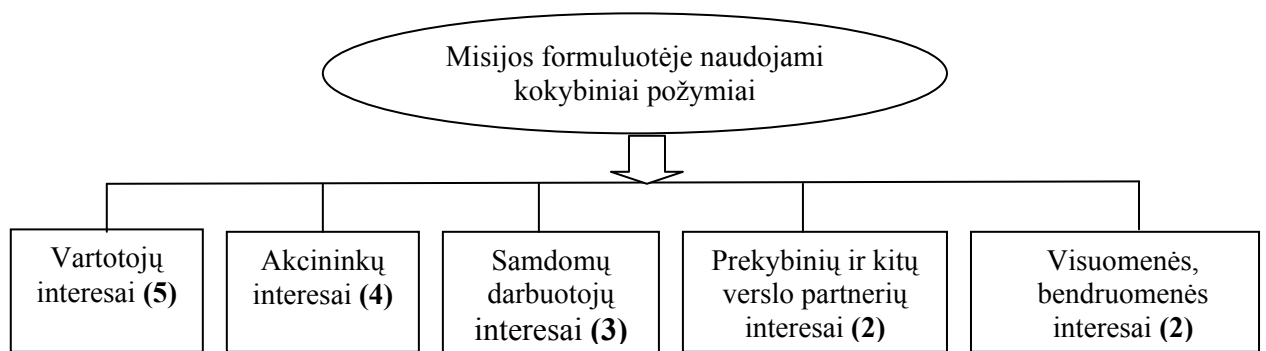 Misijos formuluotėje naudojami
kokybiniai požymiai
Vartotojų
interesai (5)
Akcininkų
interesai (4)
Samdomų
darbuotojų
interesai (3)
Prekybinių ir kitų
verslo partnerių
interesai (2)
Visuomenės,
bendruomenės
interesai (2)